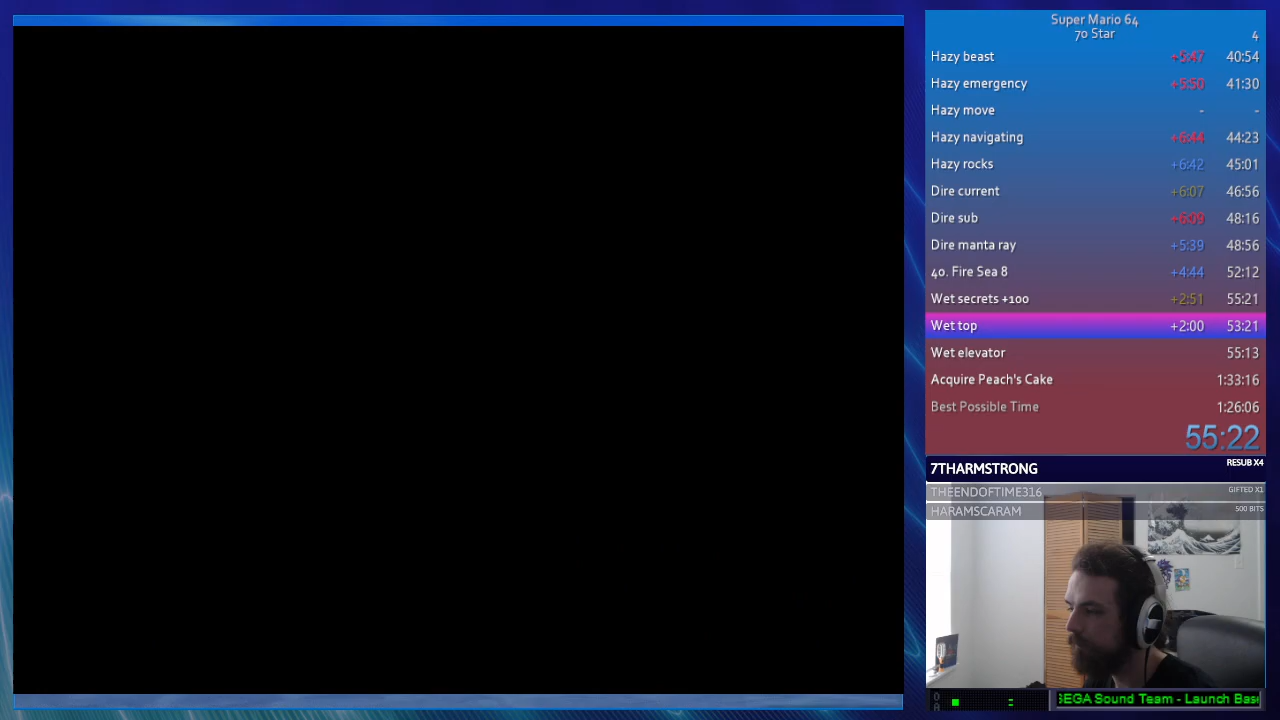 Super Mario 64
70 Star 4
Hazy beast +5:47 40:54
Hazy emergency +5:50 41:30
Hazy move - -
Hazy navigating +6:44 44:23
Hazy rocks +6:42 45:01
Dire current +6:07 46:56
Dire sub +6:09 48:16
Dire manta ray +5:39 48:56
40. Fire Sea 8 +4:44 52:12
Wet secrets +100 +2:51 55:21
Wet top +2:00 53:21
Wet elevator 55:13
Acquire Peach's Cake 1:33:16
Best Possible Time 1:26:06
55:22
7THARMSTRONG RESUB X4
THEENDOFTIME316 GIFTED X1
HARAMSCARAM 500 BITS
D
A
SEGA Sound Team - Launch Base